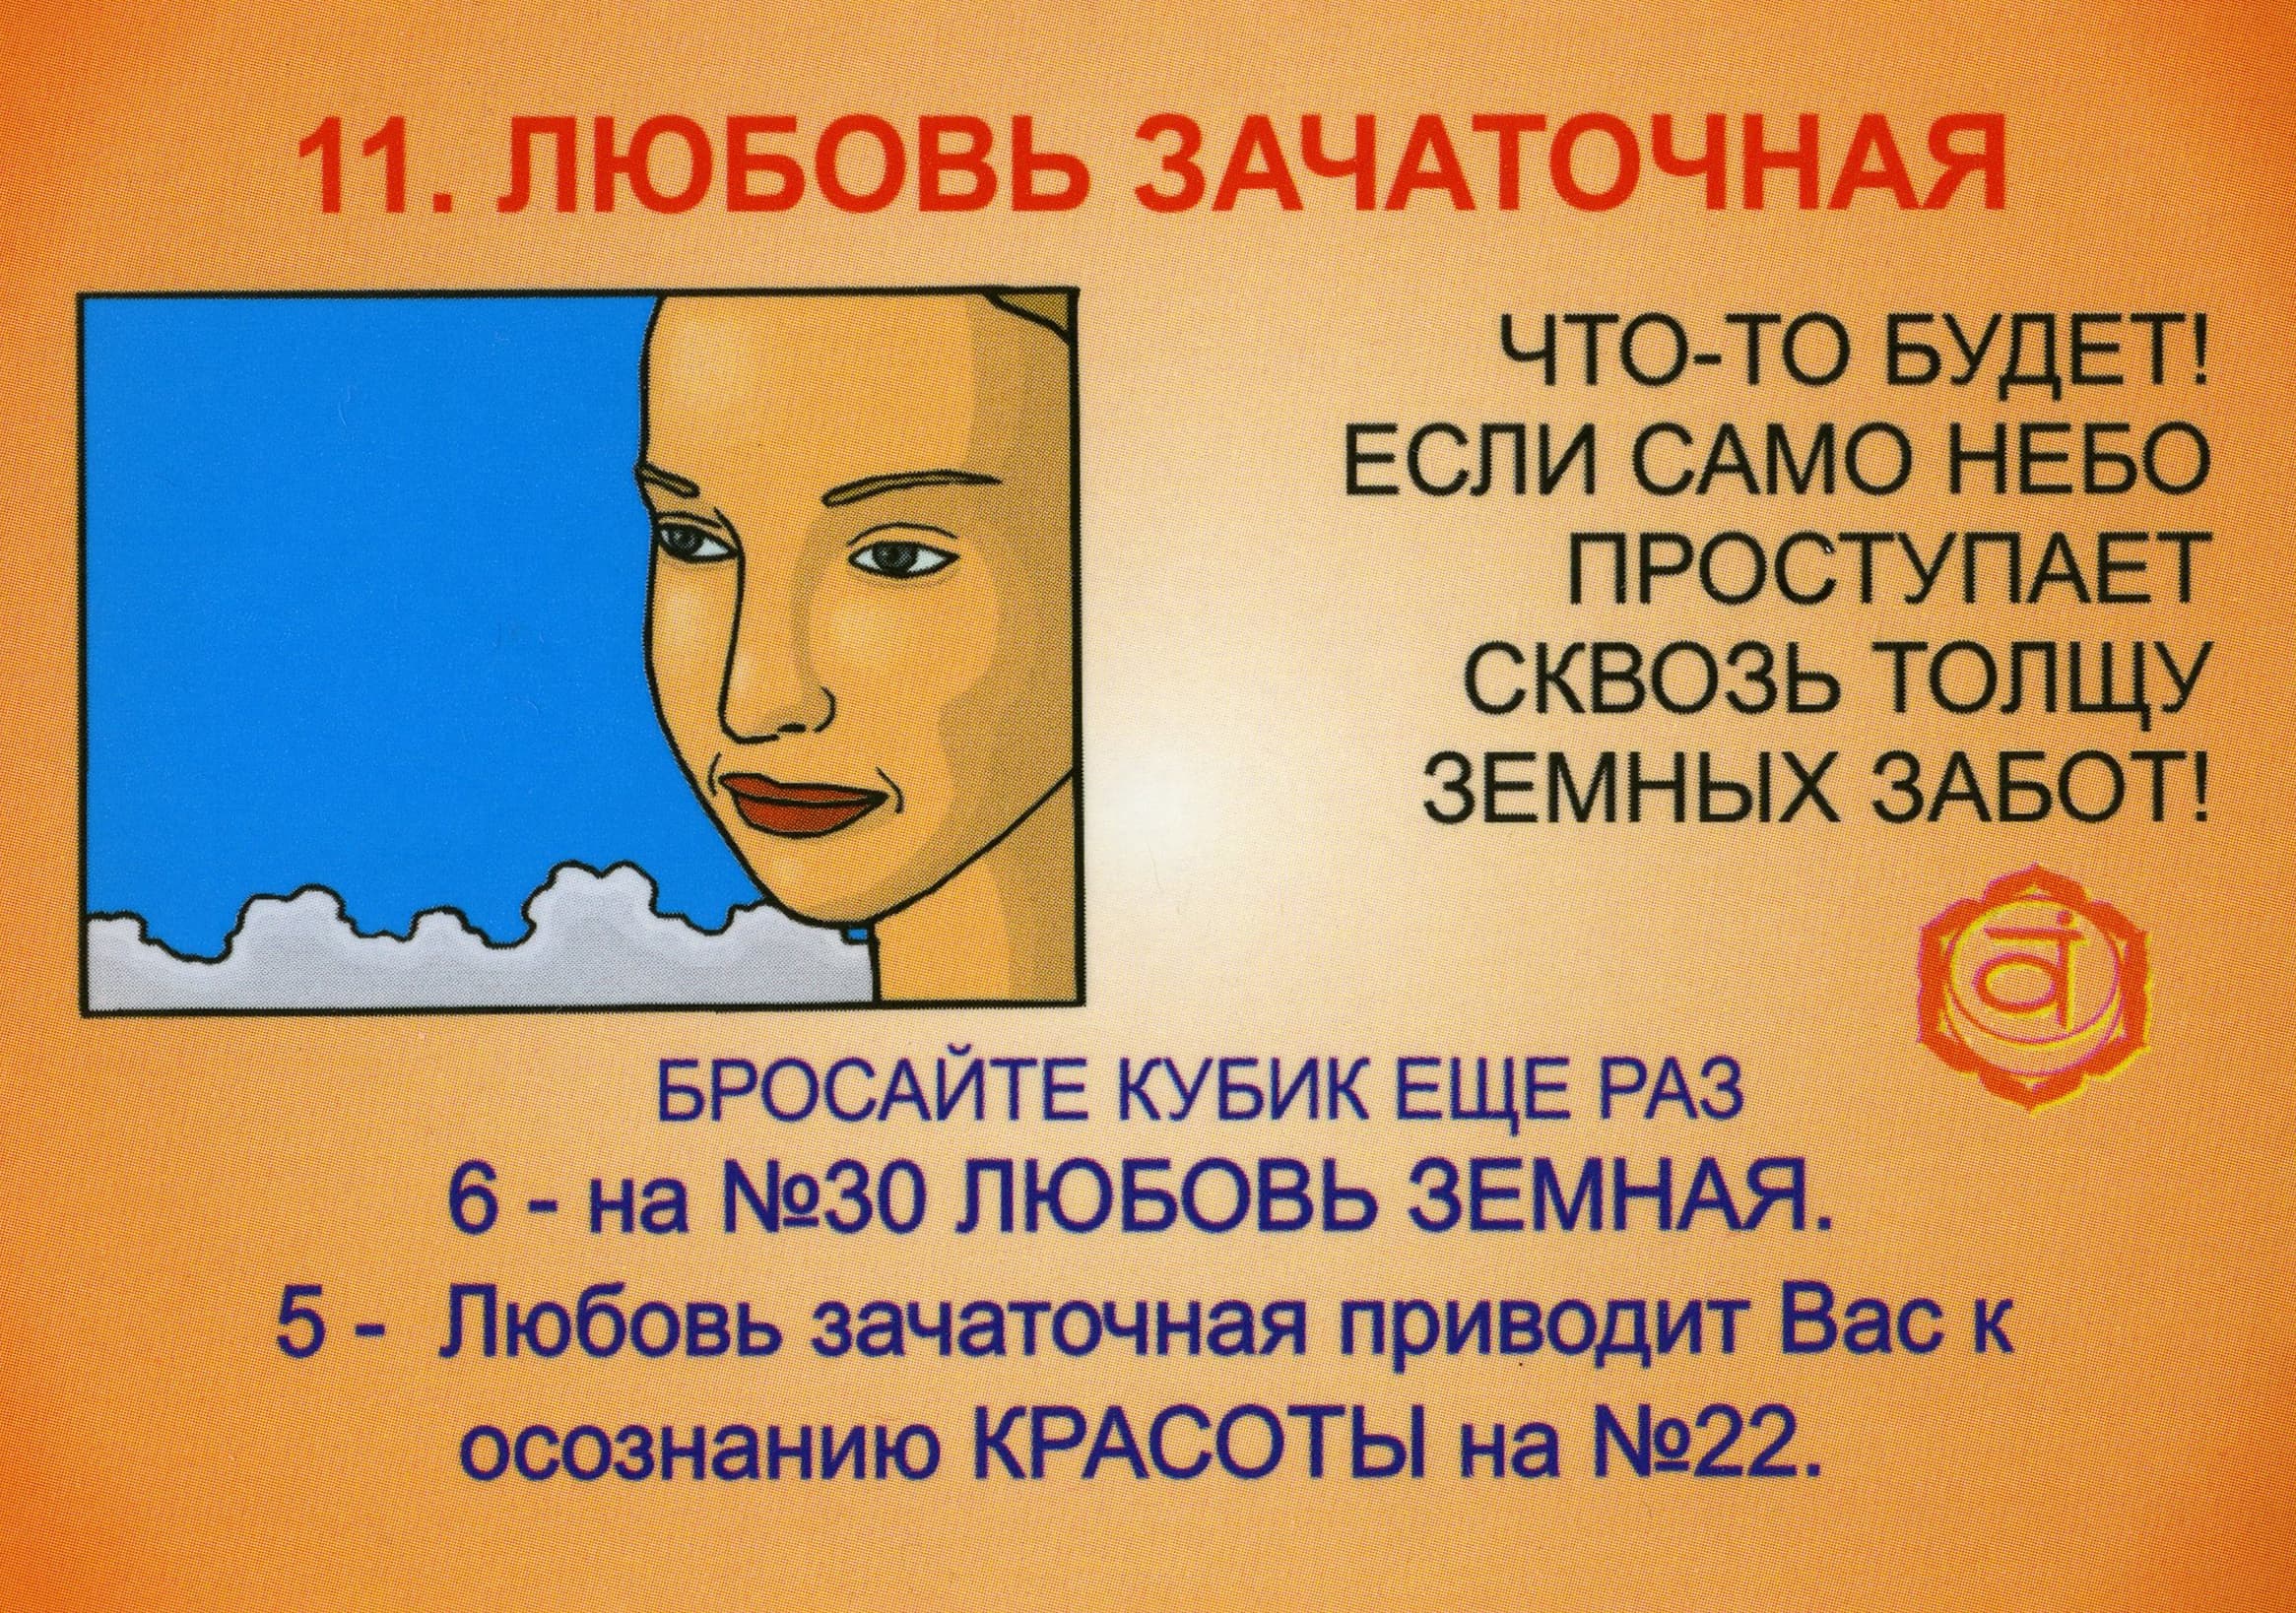 11. ЛЮБОВЬ ЗАЧАТОЧНАЯ
ЧТО-ТО БУДЕТ!
ЕСЛИ САМО НЕБО
ПРОСТУПАЕТ
СКВОЗЬ ТОЛЩУ
ЗЕМНЫХ ЗАБОТ!
वं
БРОСАЙТЕ КУБИК ЕЩЕ РАЗ
6 - на №30 ЛЮБОВЬ ЗЕМНАЯ.
5 - Любовь зачаточная приводит Вас к
осознанию КРАСОТЫ на №22.